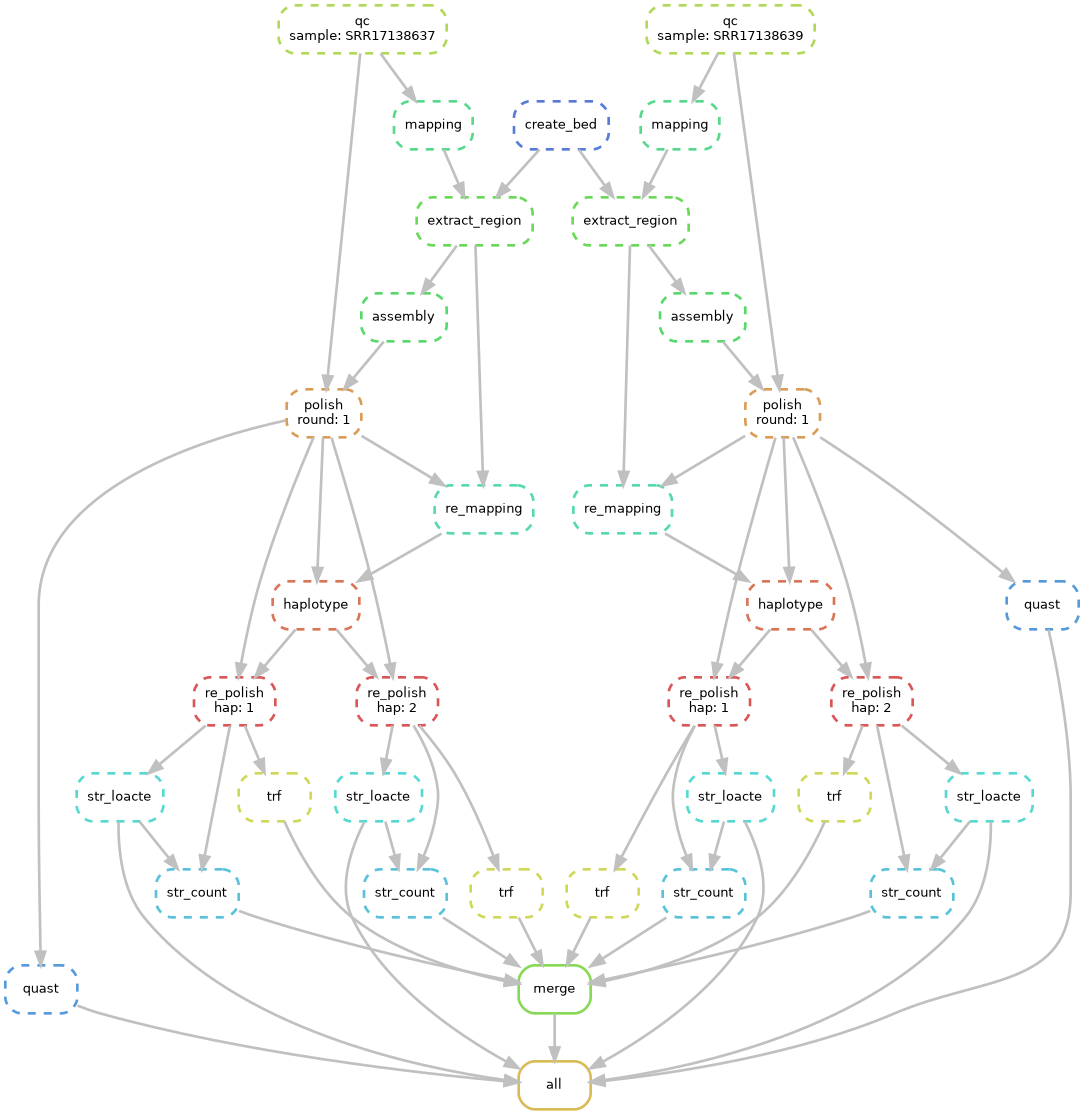 qc
sample: SRR17138637
qc
sample: SRR17138639
mapping
create_bed
mapping
extract_region
extract_region
assembly
assembly
polish
round: 1
polish
round: 1
re_mapping
re_mapping
haplotype
haplotype
quast
re_polish
hap: 1
re_polish
hap: 2
re_polish
hap: 1
re_polish
hap: 2
str_loacte
trf
str_loacte
str_loacte
trf
str_loacte
str_count
str_count
trf
trf
str_count
str_count
quast
merge
all